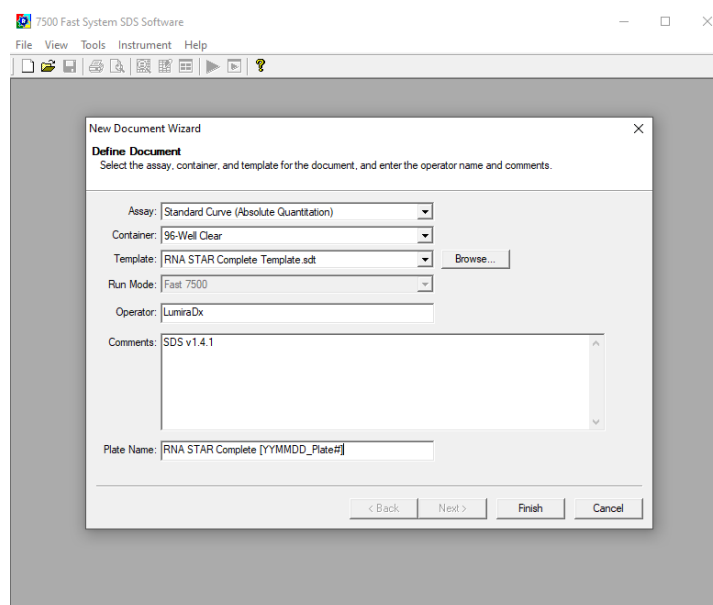 7500 Fast System SDS Software
File View Tools Instrument Help
New Document Wizard
Define Document
Select the assay, container, and template for the document, and enter the operator name and comments.
Assay: Standard Curve (Absolute Quantitation)
Container: 96-Well Clear
Template: RNA STAR Complete Template.sdt Browse...
Run Mode: Fast 7500
Operator: LumiraDx
Comments: SDS v1.4.1
Plate Name: RNA STAR Complete [YYMMDD_Plate#]
< Back Next > Finish Cancel